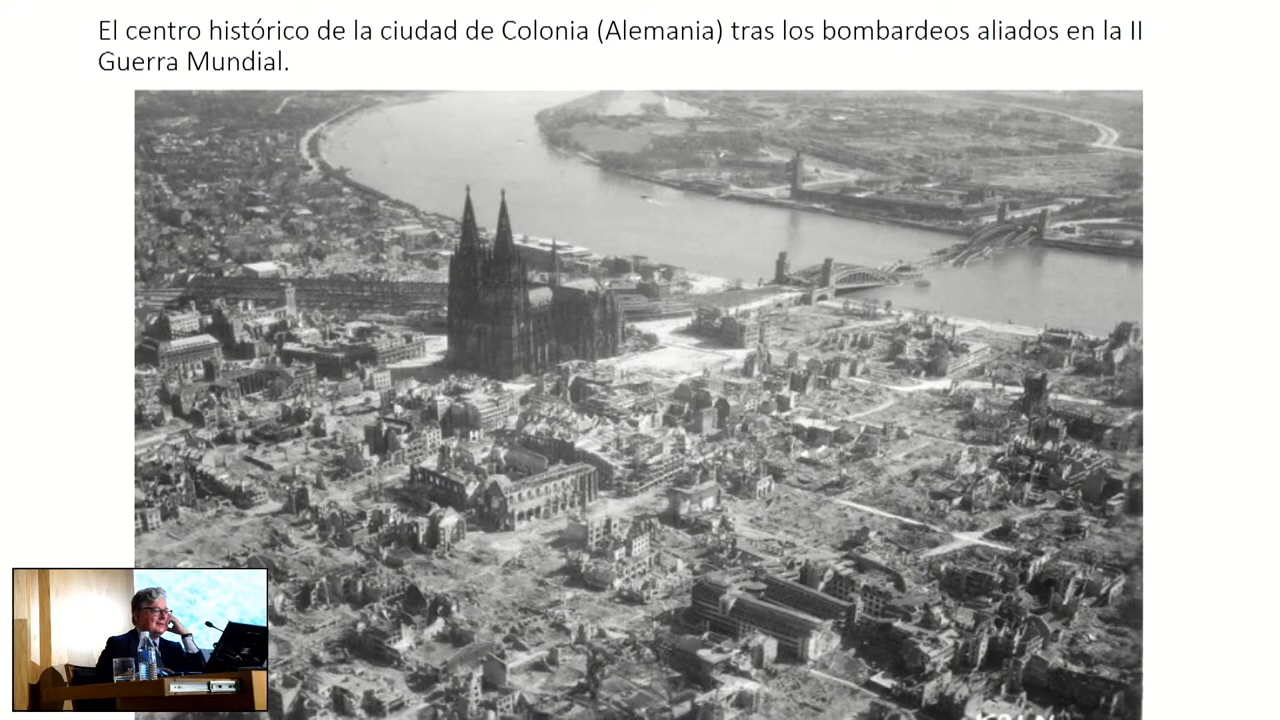 El centro histórico de la ciudad de Colonia (Alemania) tras los bombardeos aliados en la II
Guerra Mundial.